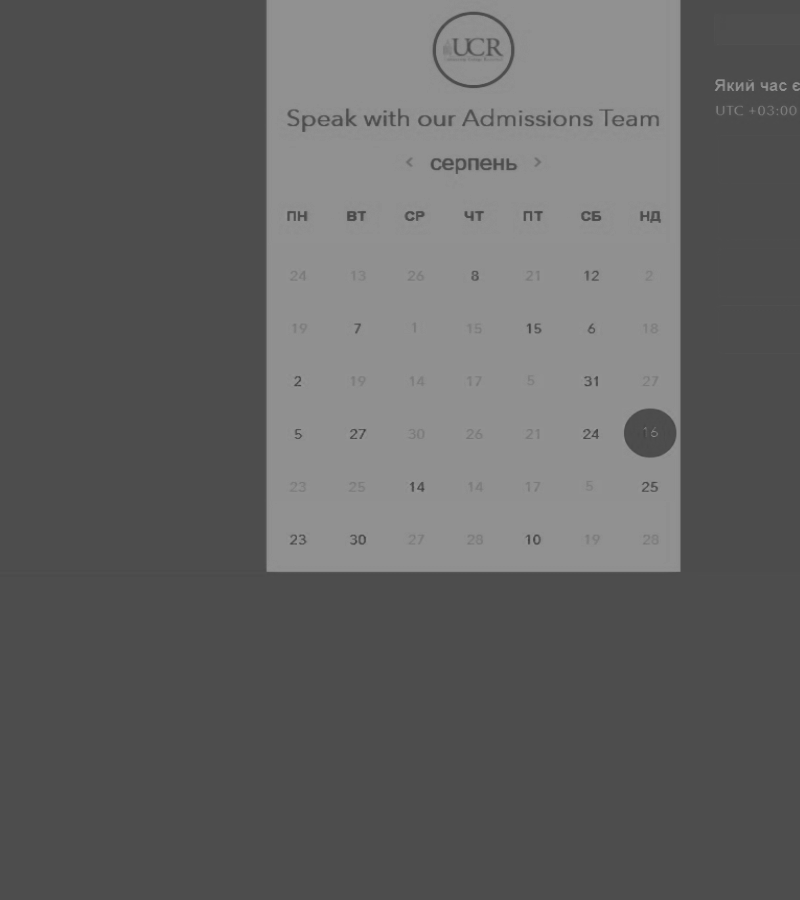 UCR
Speak with our Admissions Team
< серпень >
ПН ВТ СР ЧТ ПТ СБ НД
24 13 26 8 21 12 2
19 7 1 15 15 6 18
2 19 14 17 5 31 27
5 27 30 26 21 24 16
23 25 14 14 17 5 25
23 30 27 28 10 19 28
Який час є
UTC +03:00